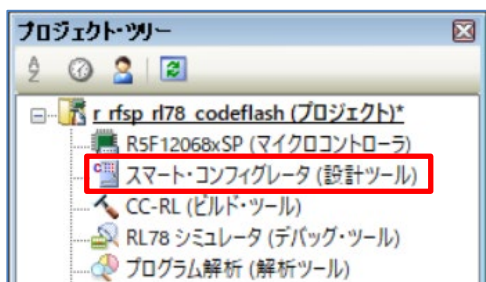 プロジェクト・ツリー
r_rfsp_rl78_codeflash (プロジェクト)*
R5F12068xSP (マイクロコントローラ)
スマート・コンフィグレータ (設計ツール)
CC-RL (ビルド・ツール)
RL78 シミュレータ (デバッグ・ツール)
プログラム解析 (解析ツール)